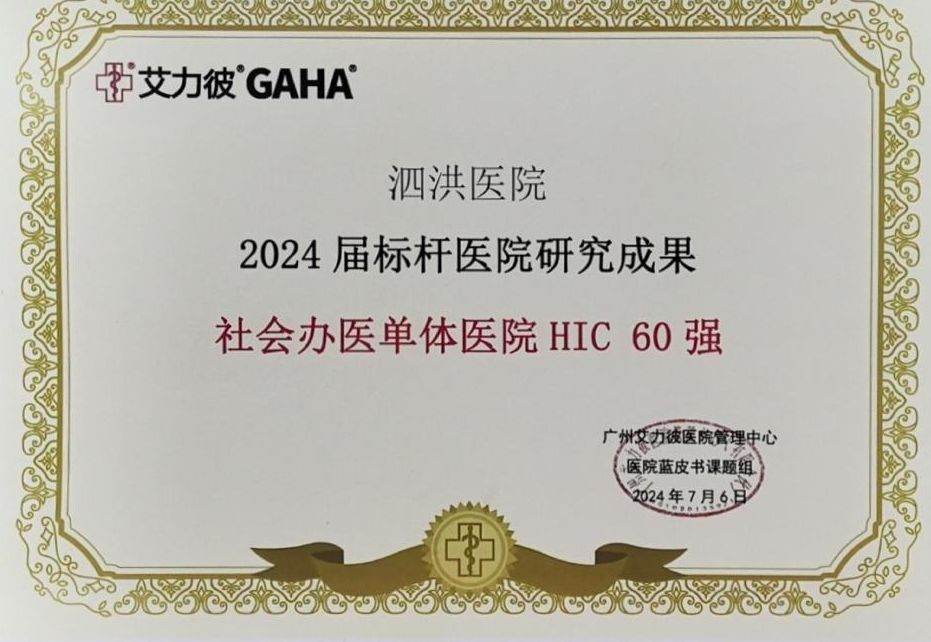 艾力彼® GAHA®
泗洪医院
2024 届标杆医院研究成果
社会办医单体医院 HIC 60 强
广州艾力彼医院管理中心
医院蓝皮书课题组
2024 年 7 月 6 日